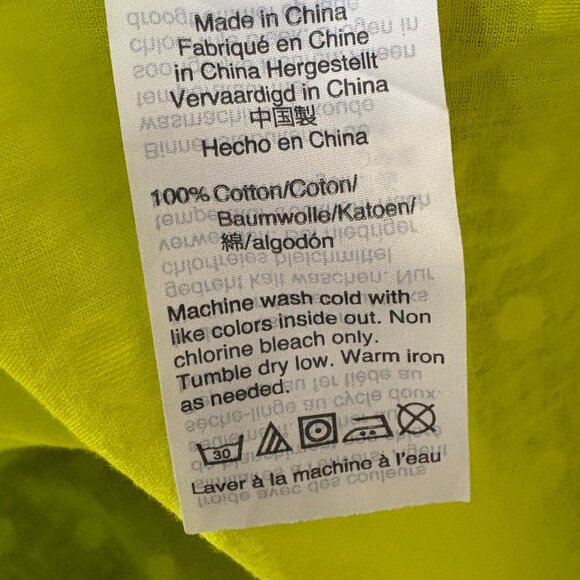 Made in China
Fabriqué en Chine
in China Hergestellt
Vervaardigd in China
中国製
Hecho en China
100% Cotton/Coton/
Baumwolle/Katoen/
綿/algodón
Machine wash cold with
like colors inside out. Non
chlorine bleach only.
Tumble dry low. Warm iron
as needed.
30
Laver à la machine à l'eau